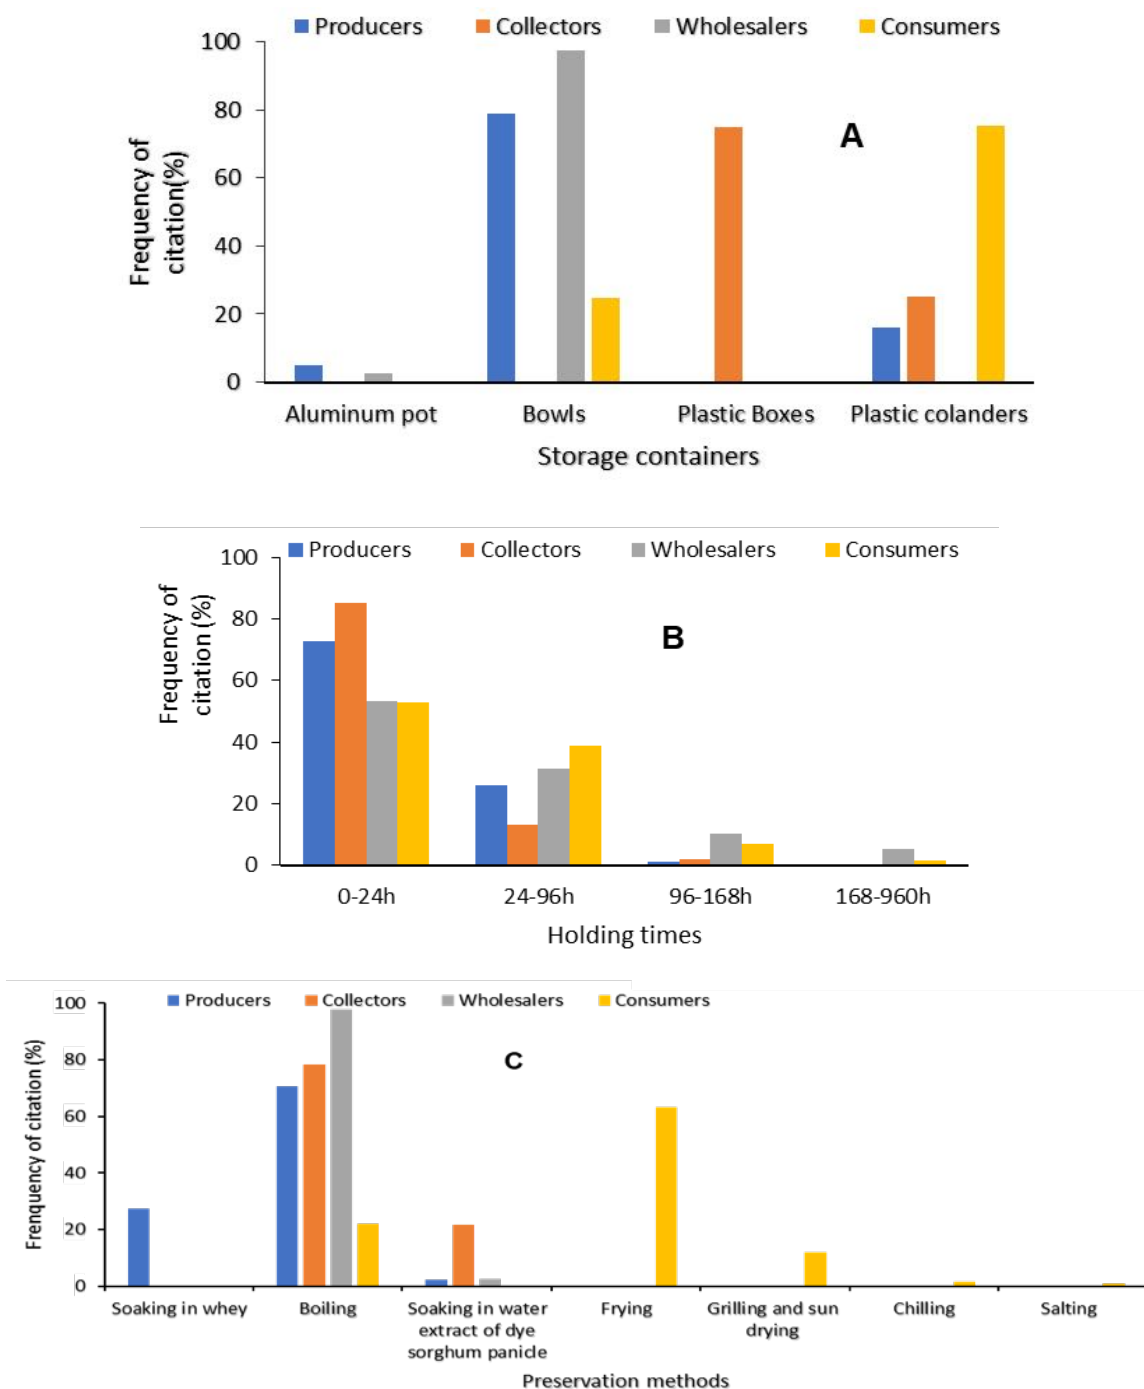 Producers Collectors Wholesalers Consumers
100
80
60
40
20
0
Frequency of
citation(%)
A
Aluminum pot Bowls Plastic Boxes Plastic colanders
Storage containers
Producers Collectors Wholesalers Consumers
100
80
60
40
20
0
Frequency of
citation (%)
B
0-24h 24-96h 96-168h 168-960h
Holding times
Producers Collectors Wholesalers Consumers
100
80
60
40
20
0
Frenquency of citation (%)
C
Soaking in whey Boiling Soaking in water Frying Grilling and sun Chilling Salting
extract of dye drying
sorghum panicle
Preservation methods